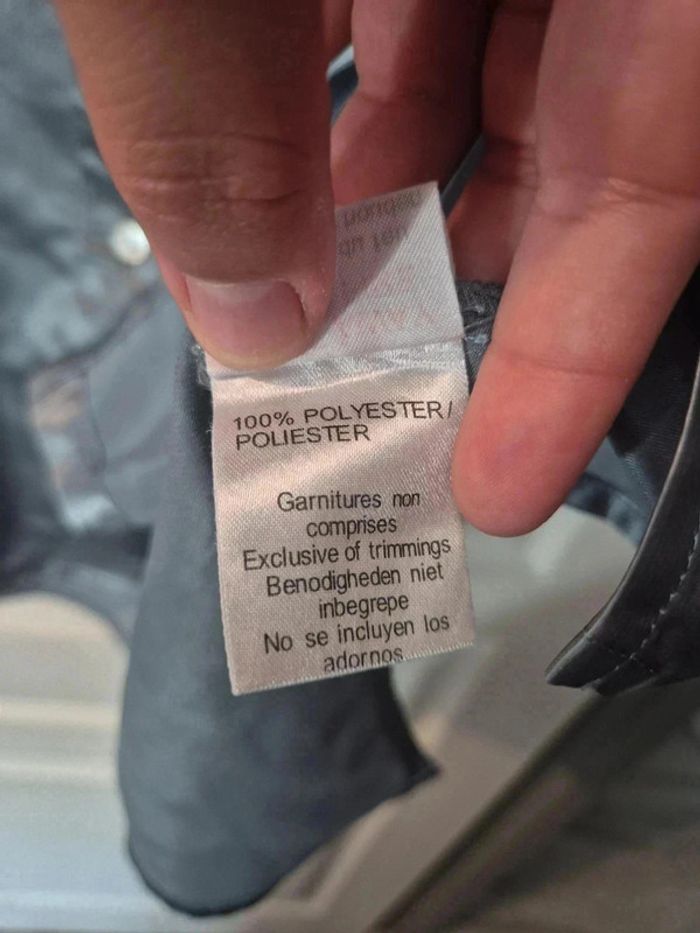 100% POLYESTER/
POLIESTER
Garnitures non
comprises
Exclusive of trimmings
Benodigheden niet
inbegrepe
No se incluyen los
adornos